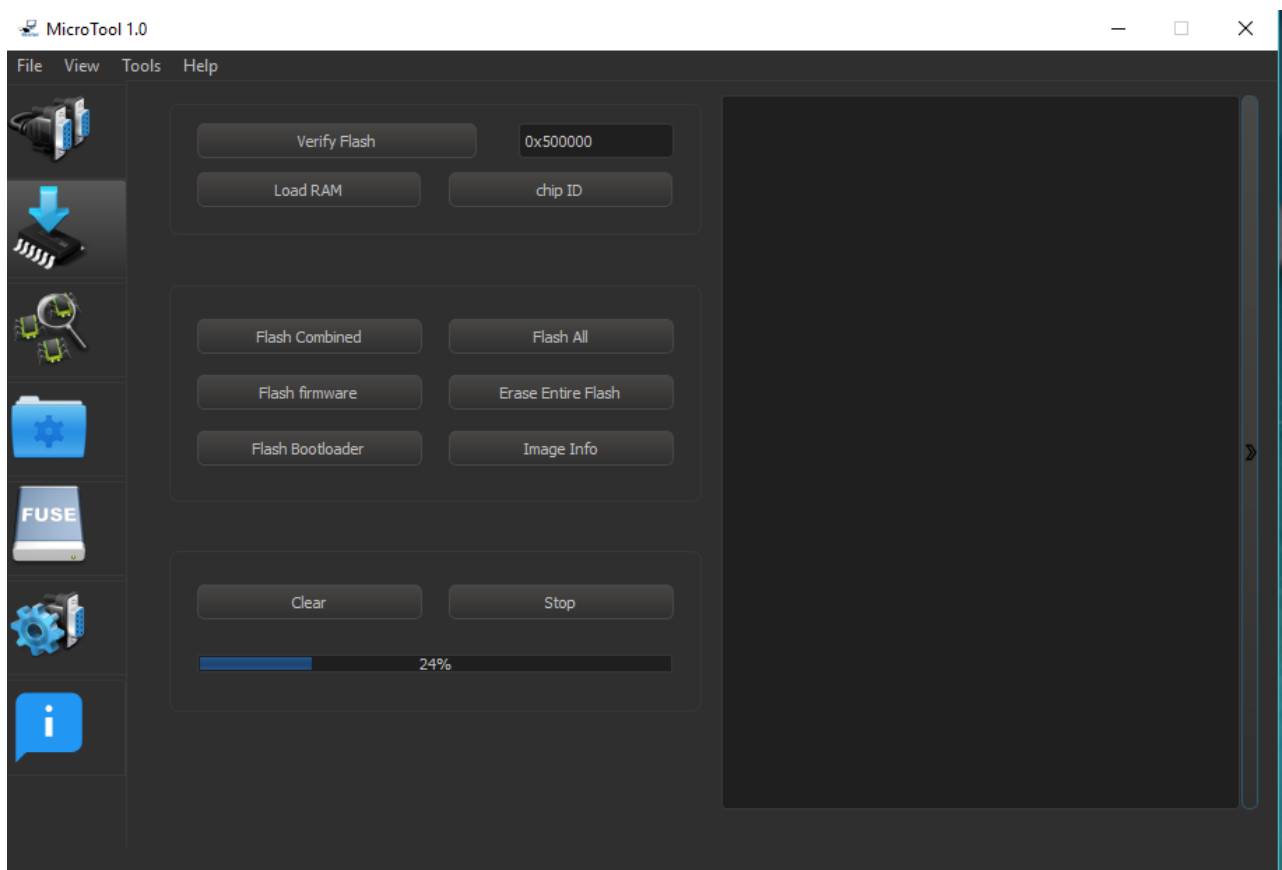 MicroTool 1.0
File View Tools Help
Verify Flash 0x500000
Load RAM chip ID
Flash Combined Flash All
Flash firmware Erase Entire Flash
Flash Bootloader Image Info
FUSE
Clear Stop
24%
i